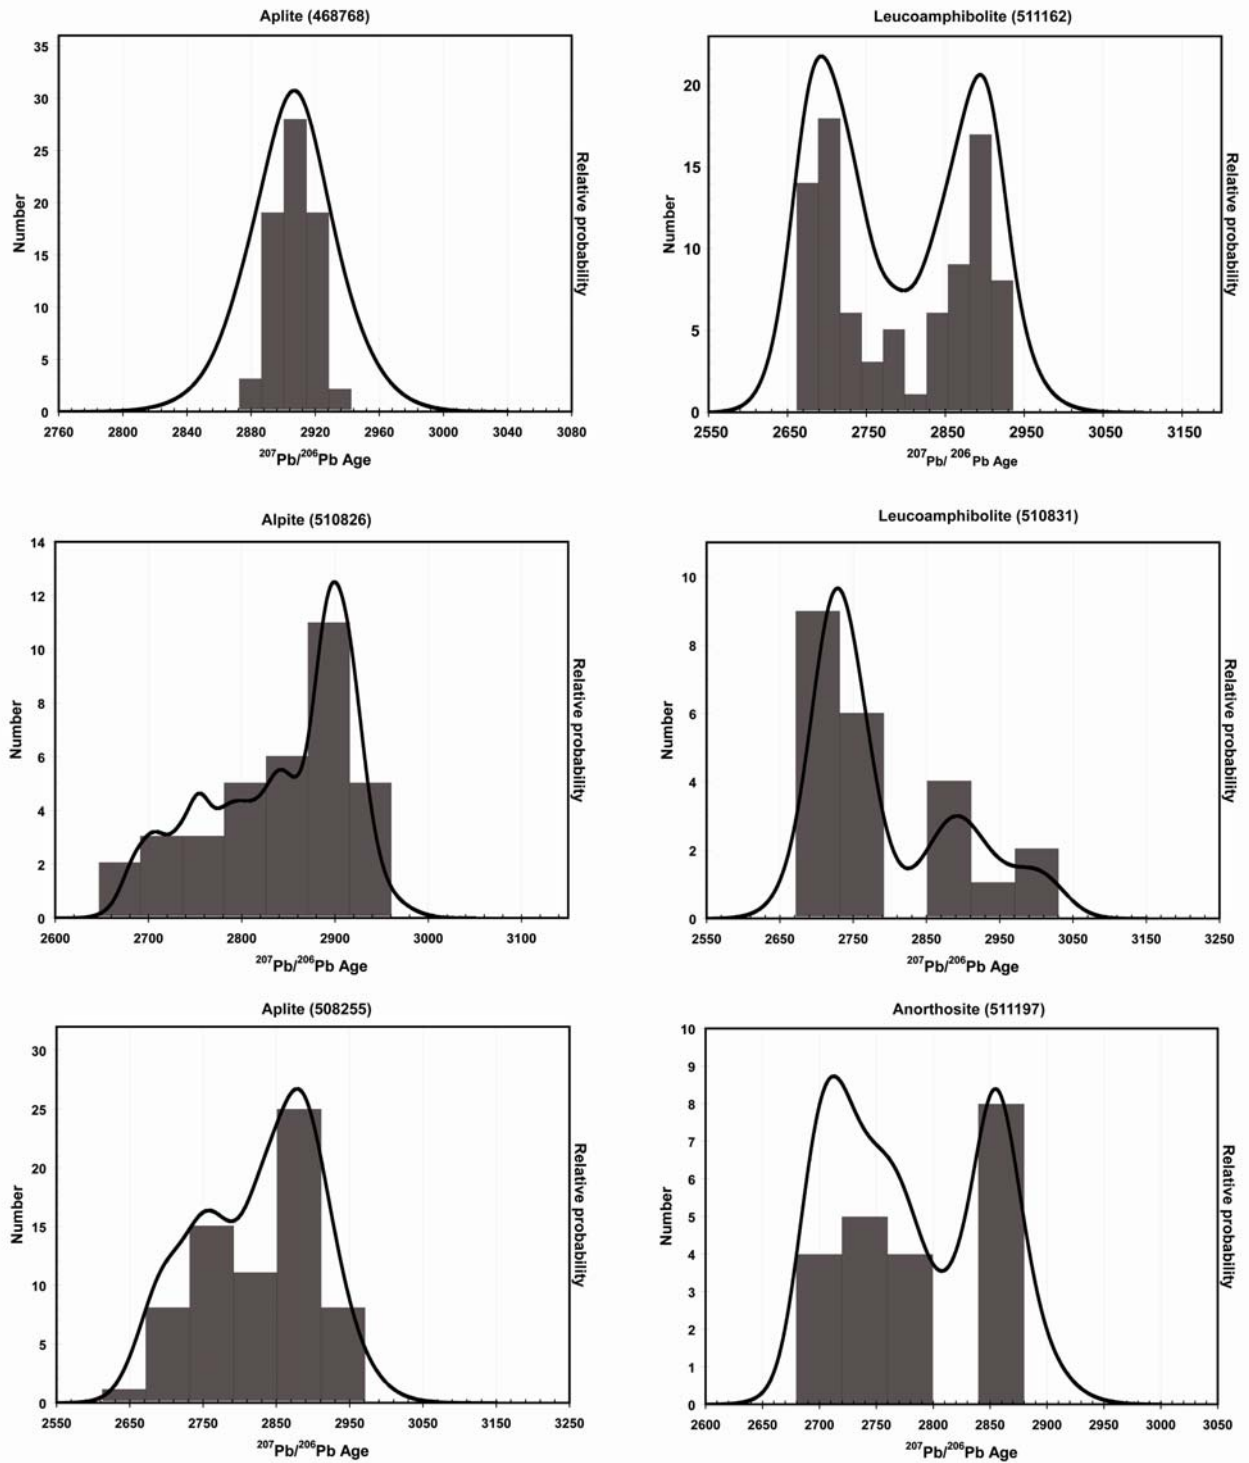 Aplite (468768)
35
30
25
20
15
10
5
0
Number
Relative probability
2760 2800 2840 2880 2920 2960 3000 3040 3080
207Pb/206Pb Age
Leucoamphibolite (511162)
20
15
10
5
0
Number
Relative probability
2550 2650 2750 2850 2950 3050 3150
207Pb/ 206Pb Age
Alpite (510826)
14
12
10
8
6
4
2
0
Number
Relative probability
2600 2700 2800 2900 3000 3100
207Pb/206Pb Age
Leucoamphibolite (510831)
10
8
6
4
2
0
Number
Relative probability
2550 2650 2750 2850 2950 3050 3150 3250
207Pb/206Pb Age
Aplite (508255)
30
25
20
15
10
5
0
Number
Relative probability
2550 2650 2750 2850 2950 3050 3150 3250
207Pb/206Pb Age
Anorthosite (511197)
10
9
8
7
6
5
4
3
2
1
0
Number
Relative probability
2600 2650 2700 2750 2800 2850 2900 2950 3000 3050
207Pb/206Pb Age